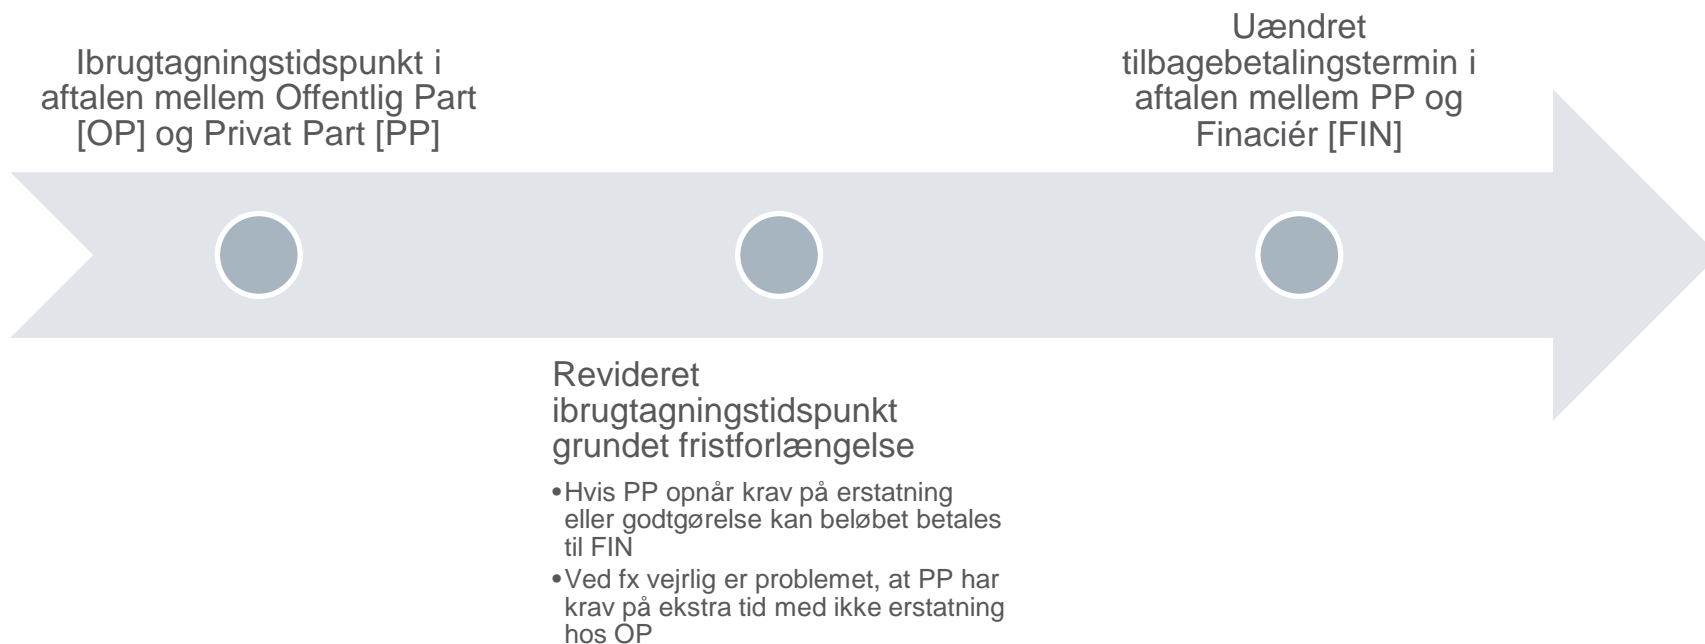 Ibrugtagningstidspunkt i
aftalen mellem Offentlig Part
[OP] og Privat Part [PP]
Revideret
ibrugtagningstidspunkt
grundet fristforlængelse
•Hvis PP opnår krav på erstatning
eller godtgørelse kan beløbet betales
til FIN
•Ved fx vejrlig er problemet, at PP har
krav på ekstra tid med ikke erstatning
hos OP
Uændret
tilbagebetalingstermin i
aftalen mellem PP og
Finaciér [FIN]